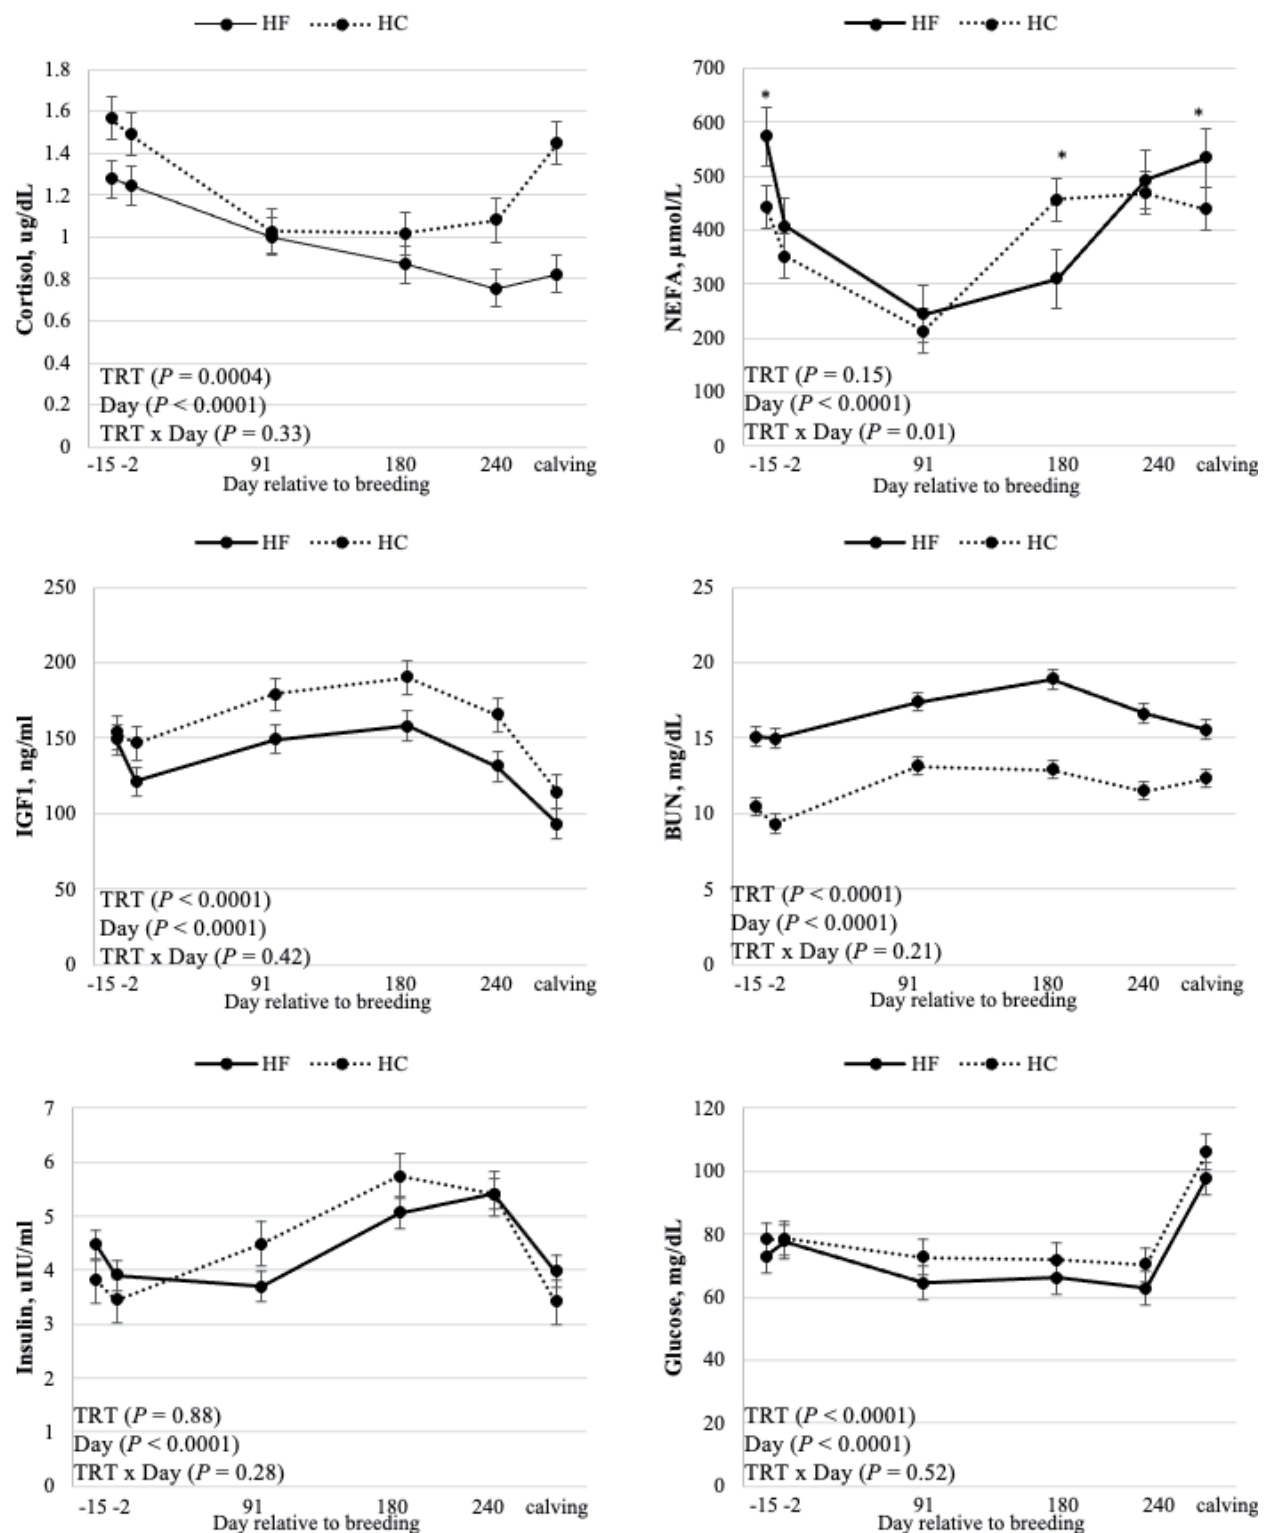 HF HC
Cortisol, ug/dL
1.8
1.6
1.4
1.2
1
0.8
0.6
0.4
0.2
0
TRT (P = 0.0004)
Day (P < 0.0001)
TRT x Day (P = 0.33)
-15 -2 91 180 240 calving
Day relative to breeding
HF HC
NEFA, µmol/L
700
600
500
400
300
200
100
0
*
*
*
TRT (P = 0.15)
Day (P < 0.0001)
TRT x Day (P = 0.01)
-15 -2 91 180 240 calving
Day relative to breeding
HF HC
IGF1, ng/ml
250
200
150
100
50
0
TRT (P < 0.0001)
Day (P < 0.0001)
TRT x Day (P = 0.42)
-15 -2 91 180 240 calving
Day relative to breeding
HF HC
BUN, mg/dL
25
20
15
10
5
0
TRT (P < 0.0001)
Day (P < 0.0001)
TRT x Day (P = 0.21)
-15 -2 91 180 240 calving
Day relative to breeding
HF HC
Insulin, uIU/ml
7
6
5
4
3
2
1
0
TRT (P = 0.88)
Day (P < 0.0001)
TRT x Day (P = 0.28)
-15 -2 91 180 240 calving
Day relative to breeding
HF HC
Glucose, mg/dL
120
100
80
60
40
20
0
TRT (P < 0.0001)
Day (P < 0.0001)
TRT x Day (P = 0.52)
-15 -2 91 180 240 calving
Day relative to breeding